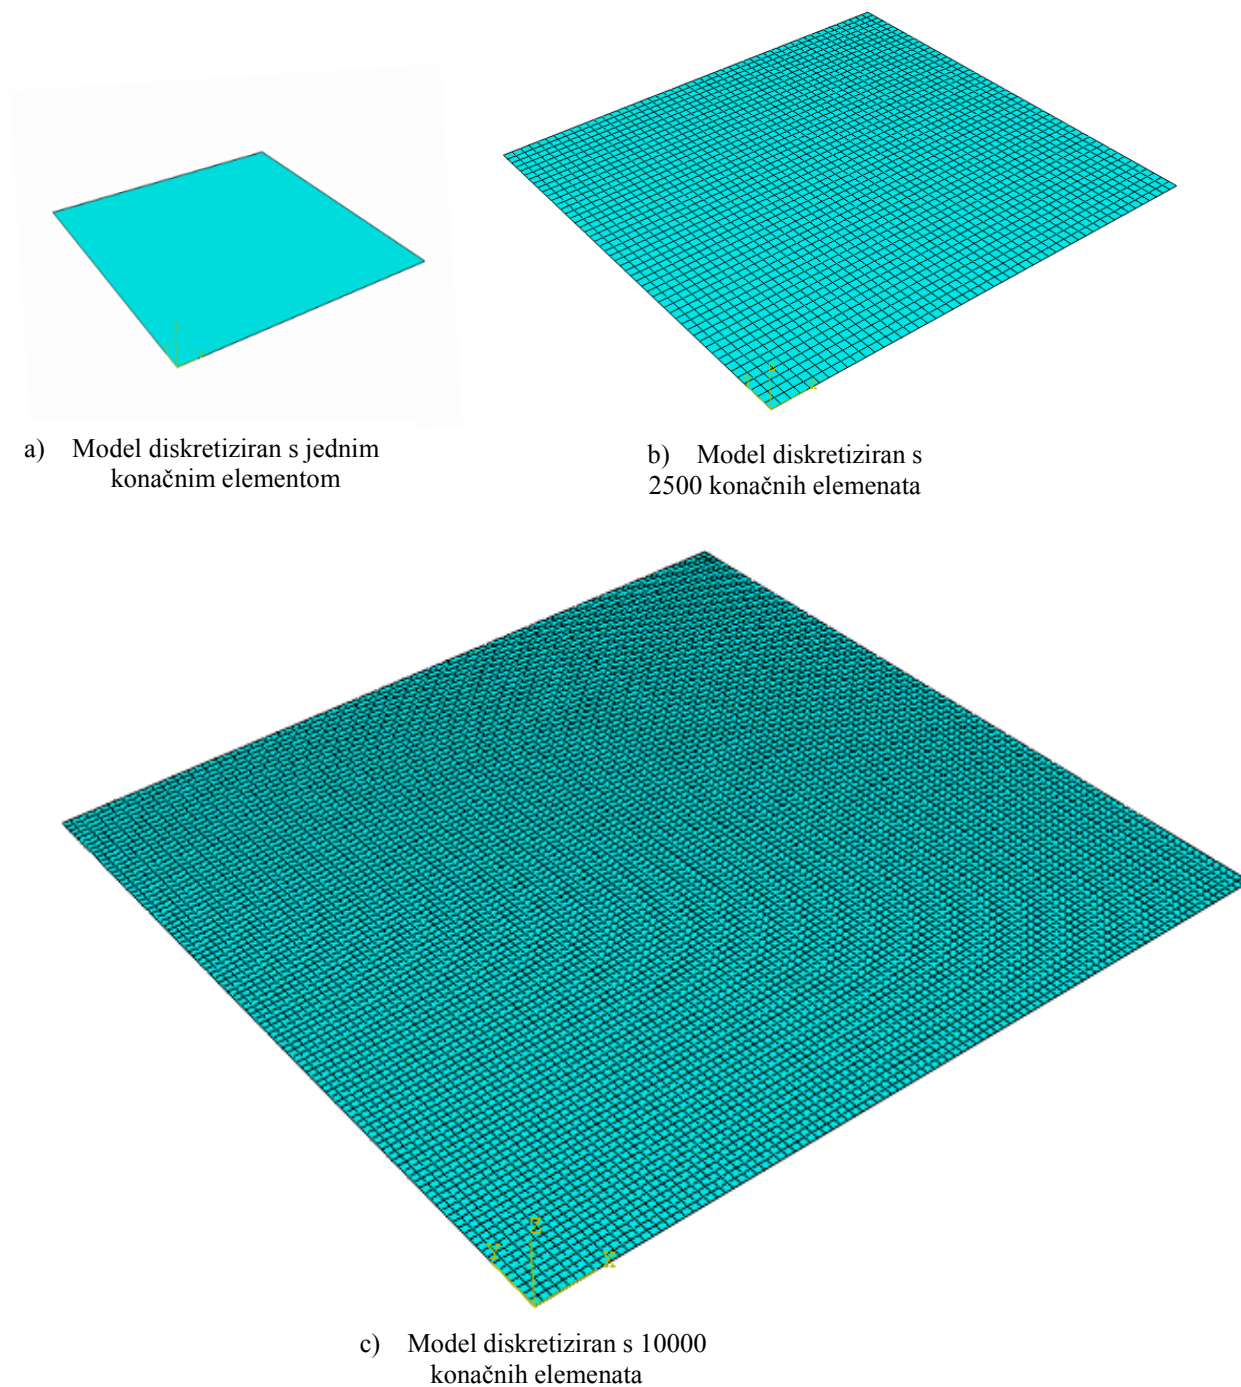 a) Model diskretiziran s jednim
konačnim elementom
b) Model diskretiziran s
2500 konačnih elemenata
Z
Y
X
c) Model diskretiziran s 10000
konačnih elemenata